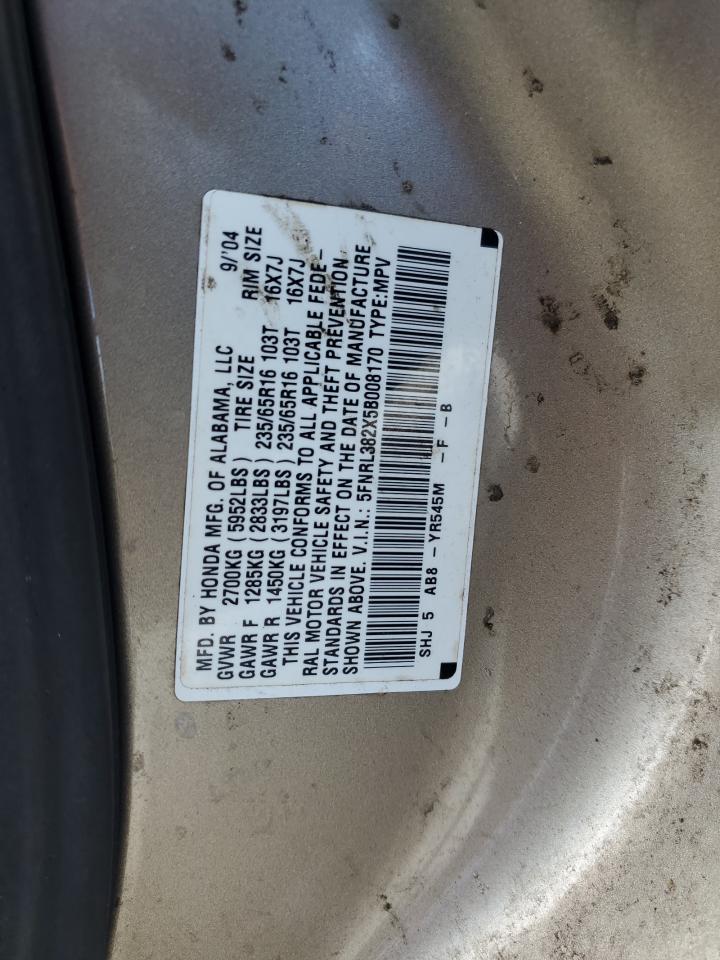 MFD. BY HONDA MFG. OF ALABAMA, LLC 9/'04
GVWR 2700KG (5952LBS) TIRE SIZE RIM SIZE
GAWR F 1285KG (2833LBS) 235/65R16 103T 16X7J
GAWR R 1450KG (3197LBS) 235/65R16 103T 16X7J
THIS VEHICLE CONFORMS TO ALL APPLICABLE FEDE-
RAL MOTOR VEHICLE SAFETY AND THEFT PREVENTION
STANDARDS IN EFFECT ON THE DATE OF MANUFACTURE
SHOWN ABOVE. V.I.N.: 5FNRL382X5B008170 TYPE:MPV
SHJ 5 AB8 - YR545M - F - B